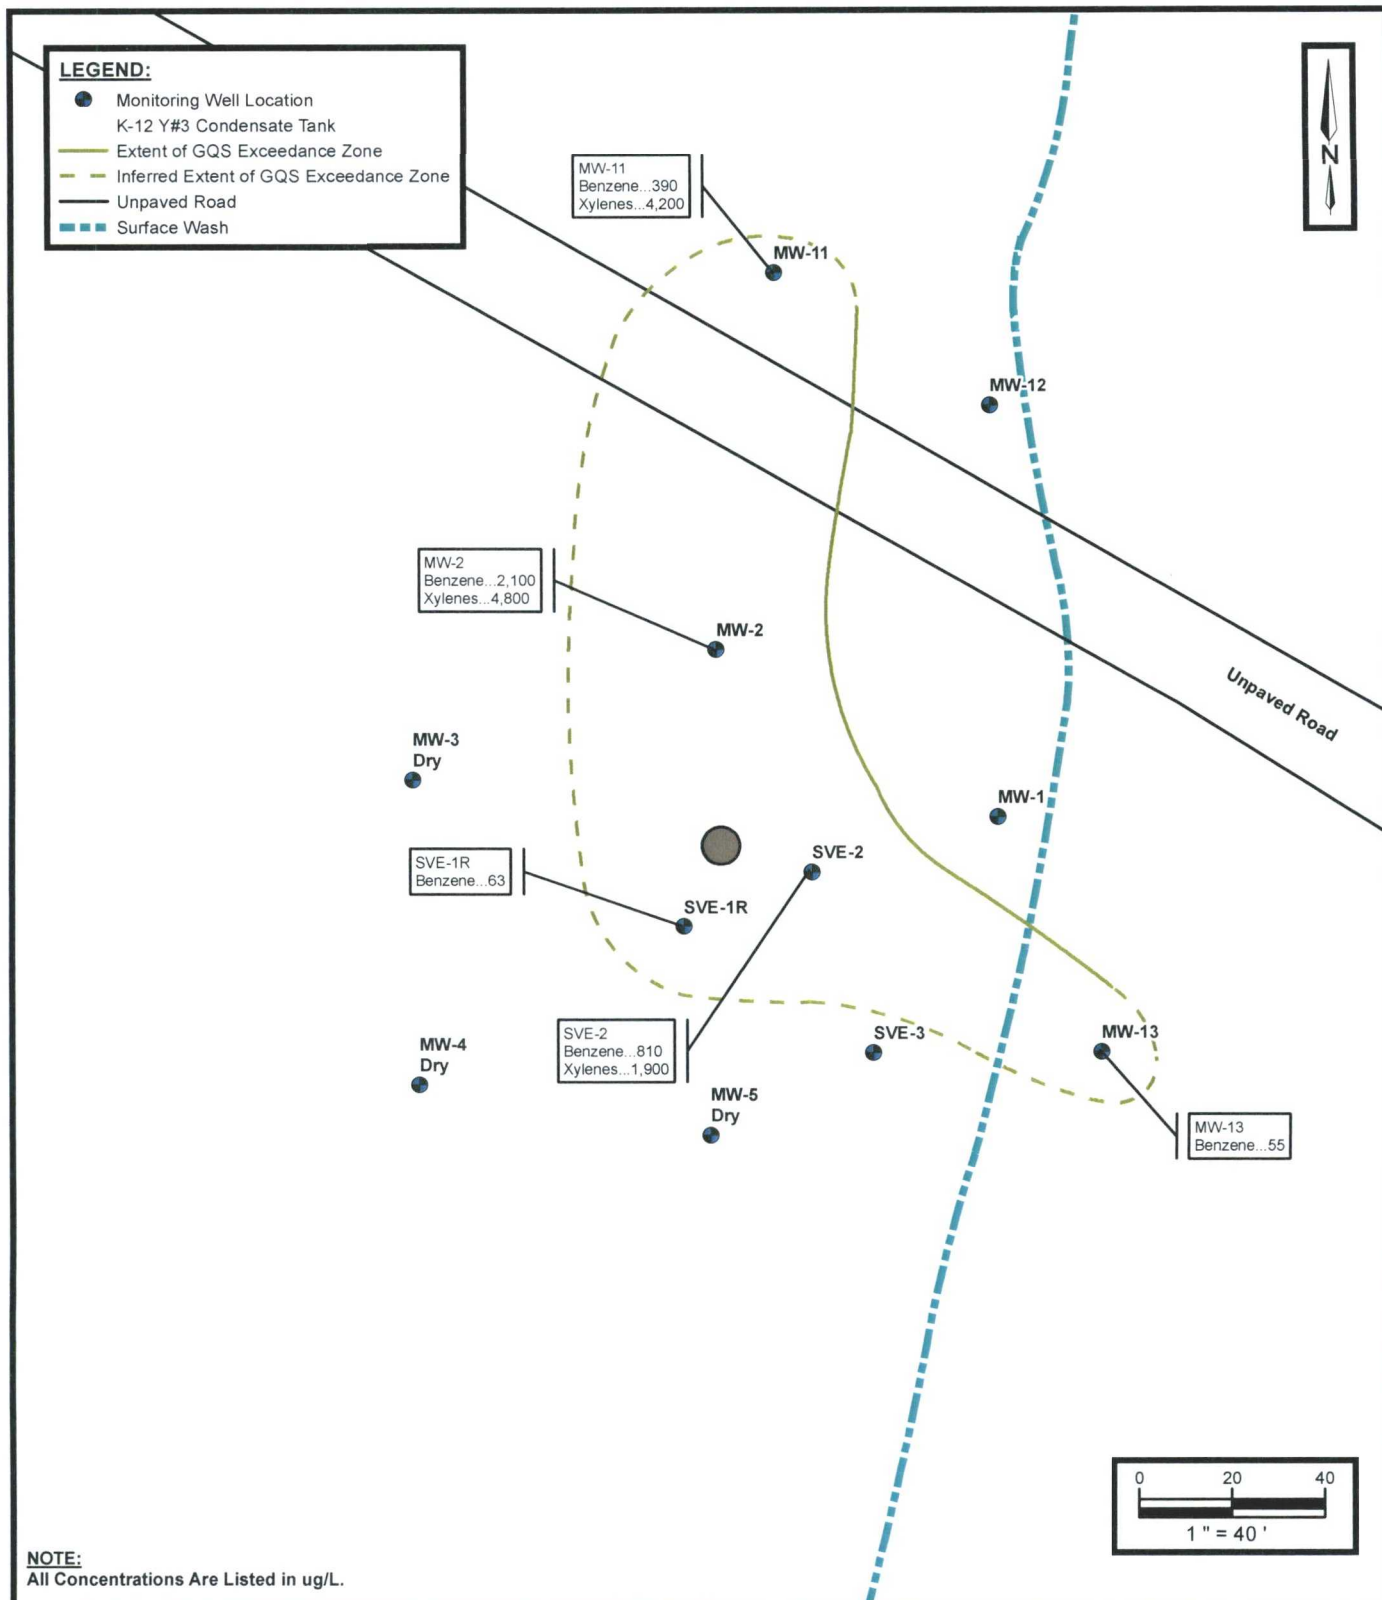 LEGEND:
Monitoring Well Location
K-12 Y#3 Condensate Tank
Extent of GQS Exceedance Zone
Inferred Extent of GQS Exceedance Zone
Unpaved Road
Surface Wash
N
MW-11
Benzene...390
Xylenes...4,200
MW-11
MW-12
MW-2
Benzene...2,100
Xylenes...4,800
MW-2
Unpaved Road
MW-3
Dry
MW-1
SVE-1R
Benzene...63
SVE-2
SVE-1R
SVE-2
Benzene...810
Xylenes...1,900
SVE-3
MW-13
MW-4
Dry
MW-5
Dry
MW-13
Benzene...55
0 20 40
1 " = 40 '
NOTE:
All Concentrations Are Listed in ug/L.